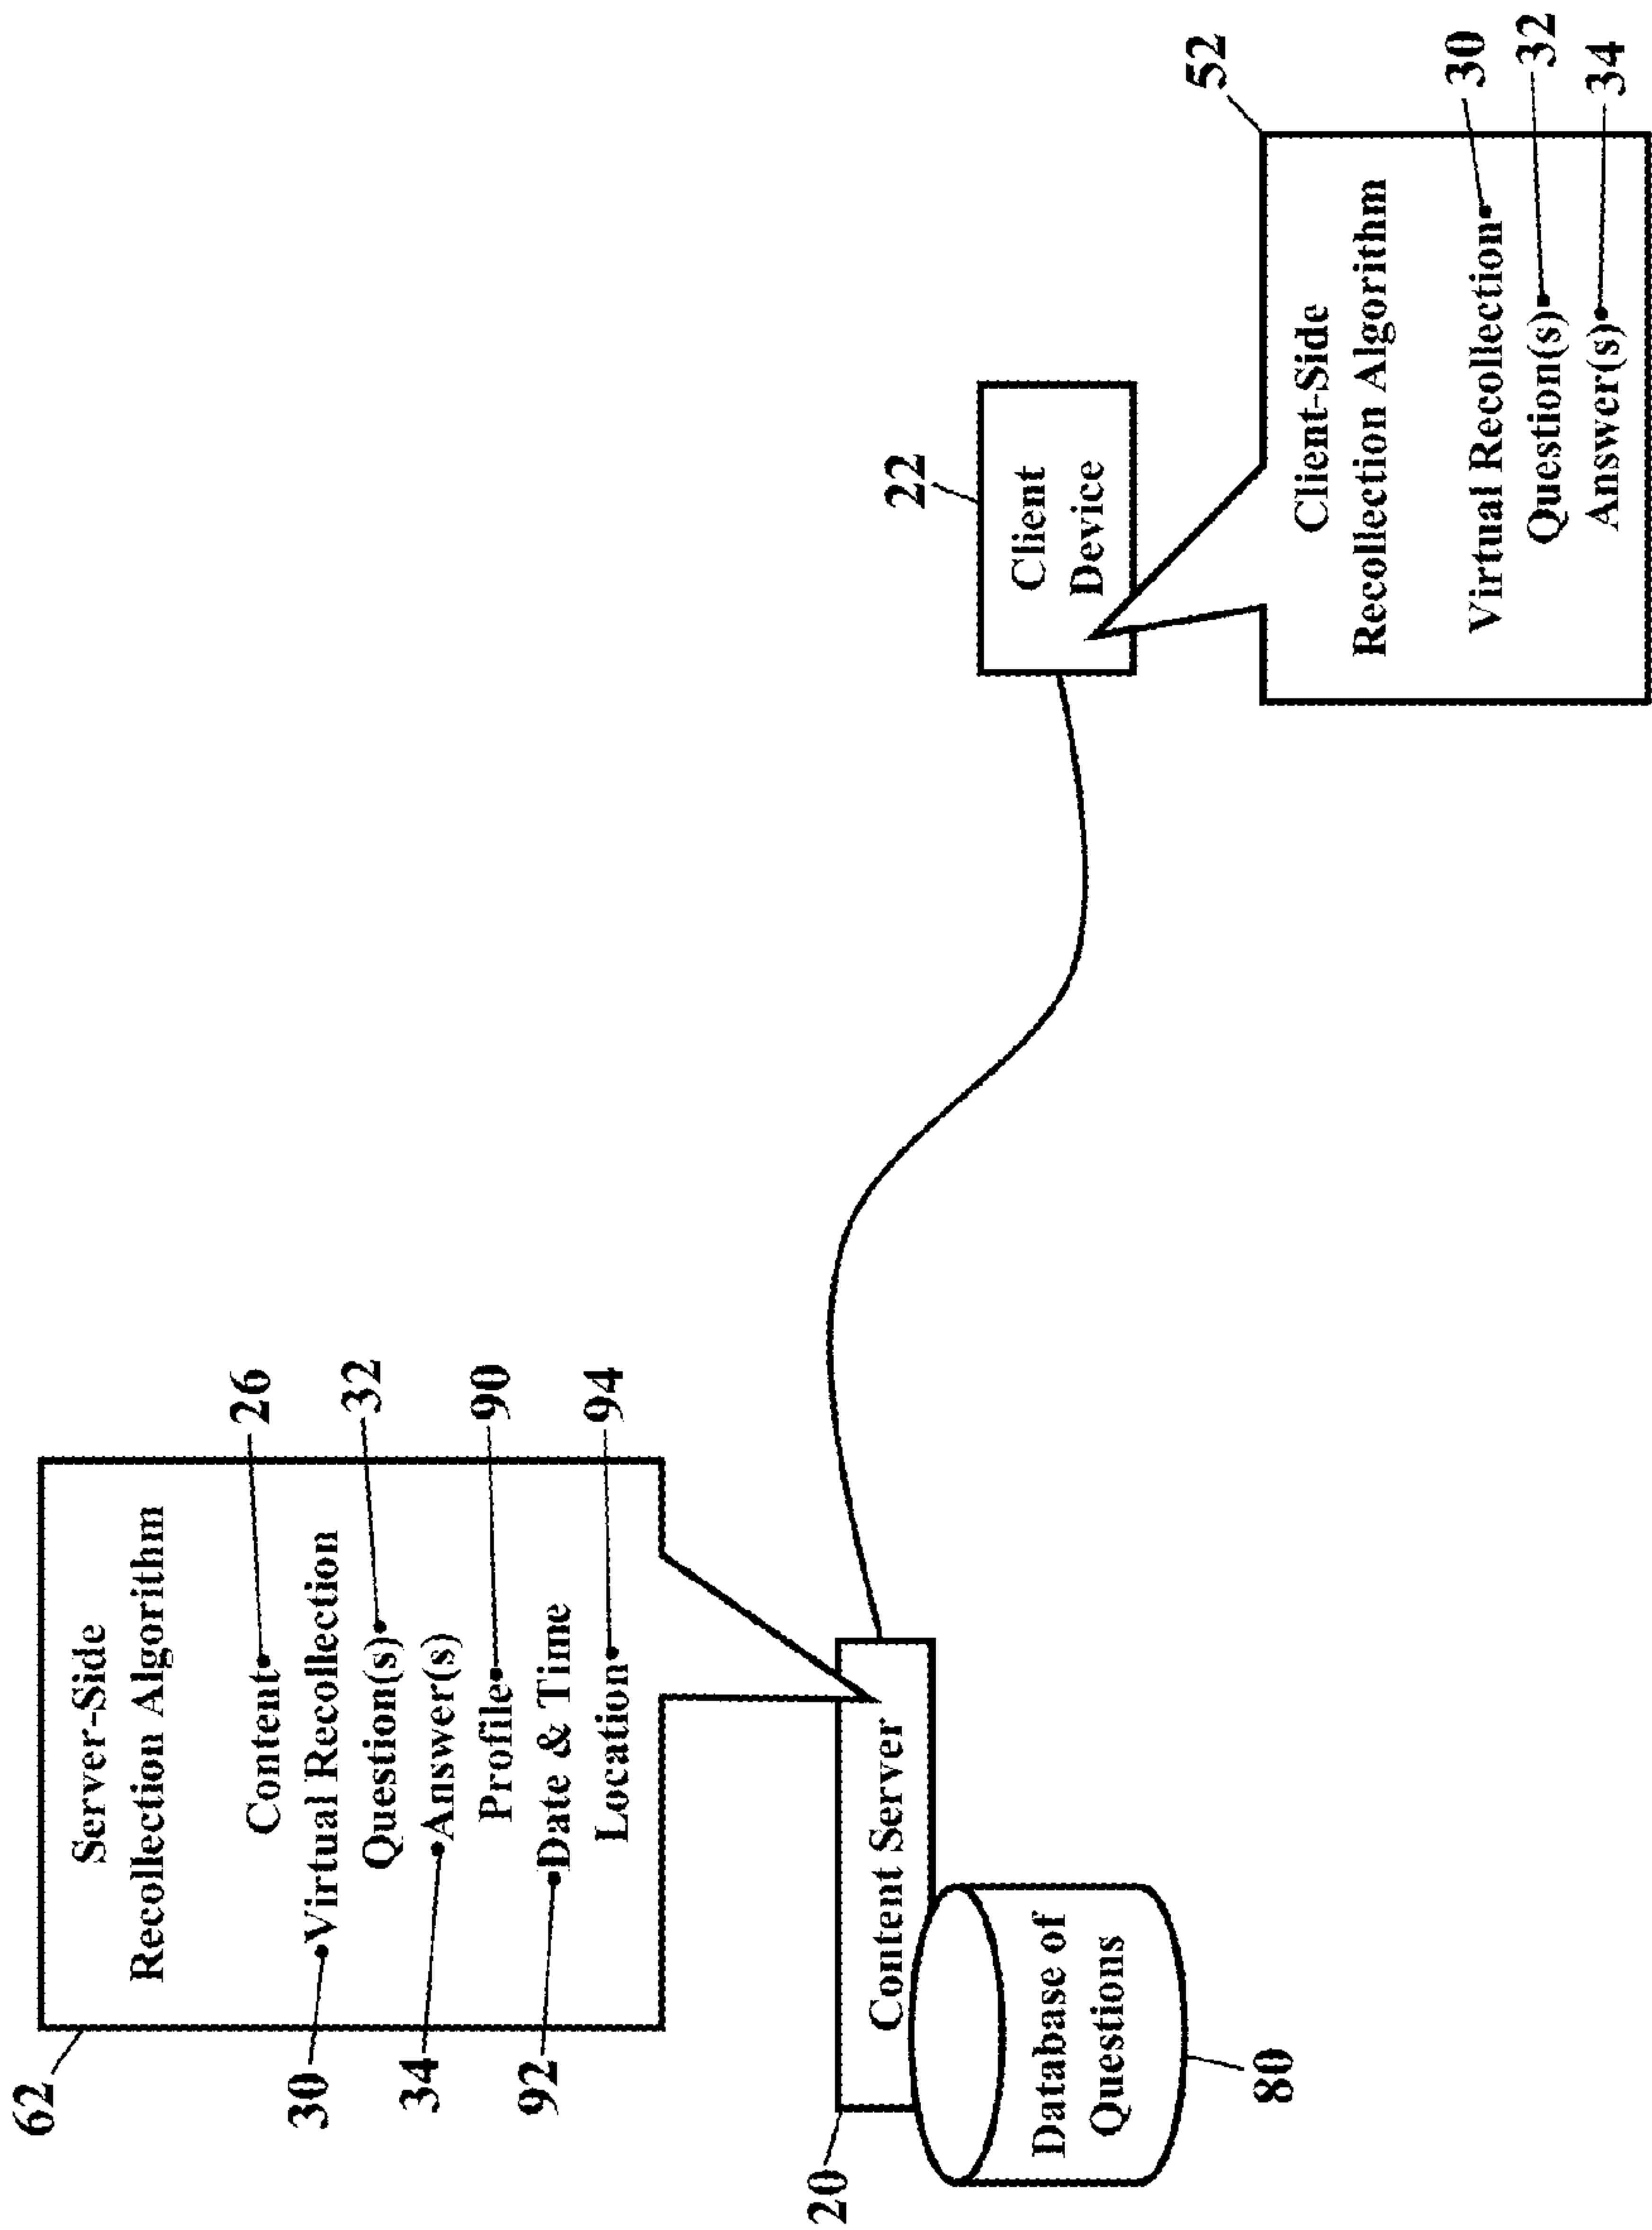 62
Server-Side
Recollection Algorithm
Content
26
30
Virtual Recollection
Question(s)
32
34
Answer(s)
Profile
90
92
Date & Time
Location
94
20
Content Server
Database of
Questions
80
22
Client
Device
52
Client-Side
Recollection Algorithm
Virtual Recollection
30
Question(s)
32
Answer(s)
34